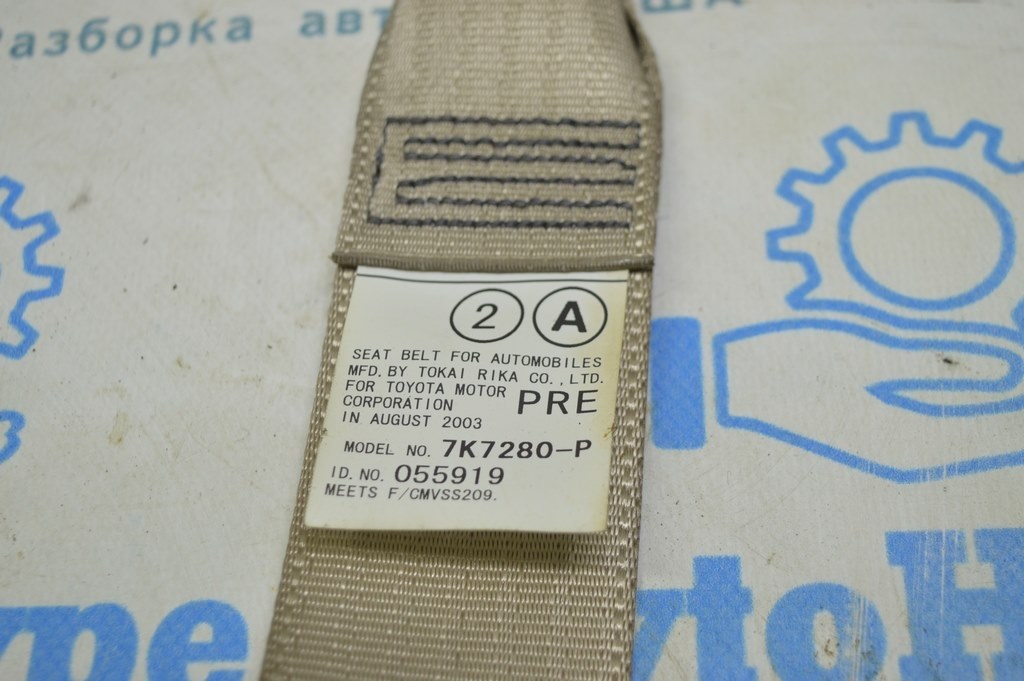 Разборка авт
2 A
SEAT BELT FOR AUTOMOBILES
MFD. BY TOKAI RIKA CO., LTD.
FOR TOYOTA MOTOR
CORPORATION PRE
IN AUGUST 2003
MODEL NO. 7K7280-P
ID. NO. 055919
MEETS F/CMVSS209.